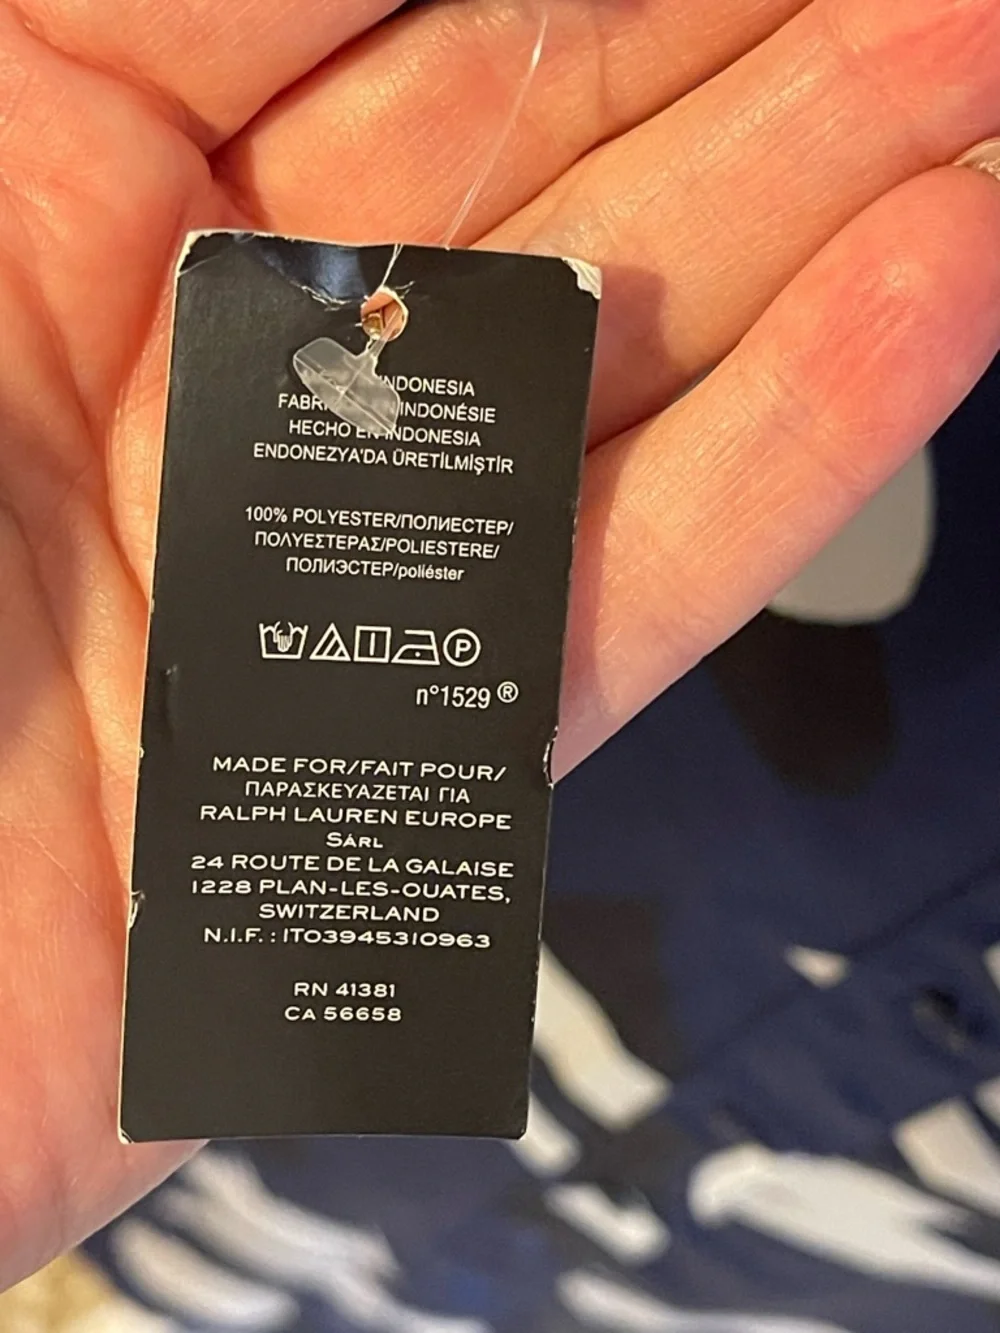 INDONESIA
INDONÉSIE
HECHO EN INDONESIA
ENDONEZYA'DA ÜRETİLMİŞTİR
100% POLYESTER/ПОЛИЕСТЕР/
ΠΟΛΥΕΣΤΕΡΑΣ/POLIESTERE/
ПОЛИЭСТЕР/poliéster
P
n°1529 ®
MADE FOR/FAIT POUR/
ΠΑΡΑΣΚΕΥΑΖΕΤΑΙ ΓΙΑ
RALPH LAUREN EUROPE
SÀRL
24 ROUTE DE LA GALAISE
1228 PLAN-LES-OUATES,
SWITZERLAND
N.I.F. : IT03945310963
RN 41381
CA 56658